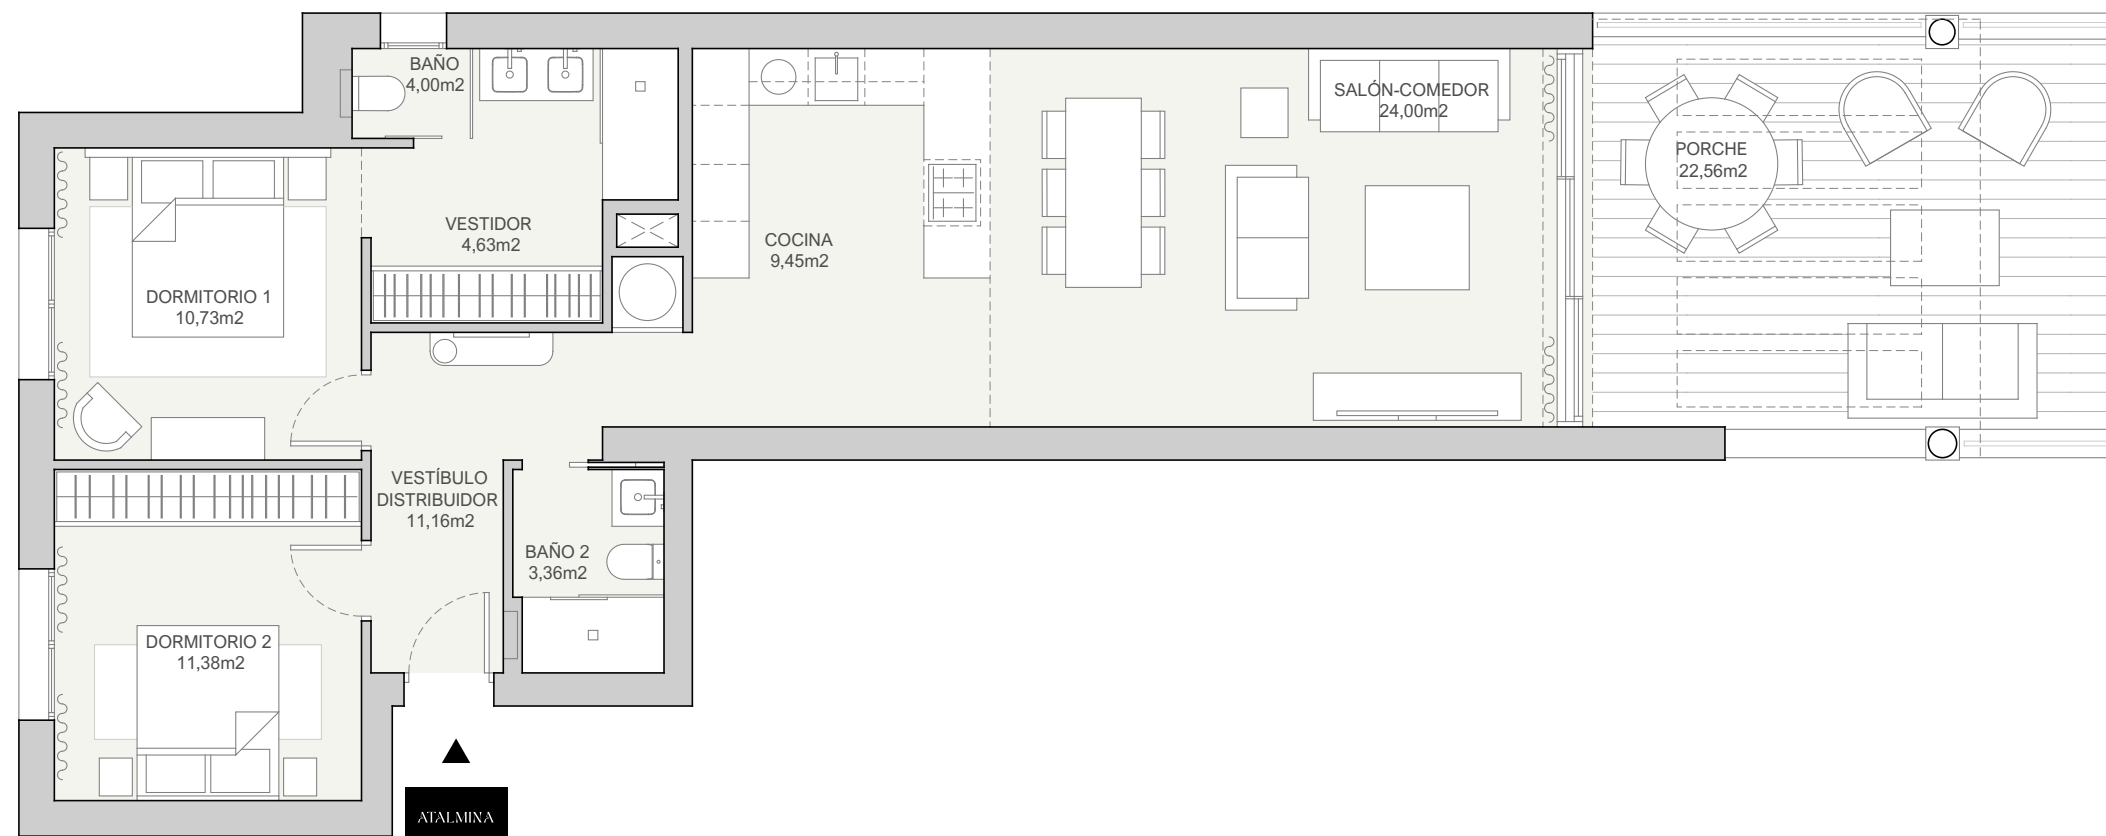 BAÑO
4,00m2
SALÓN-COMEDOR
24,00m2
PORCHE
22,56m2
VESTIDOR
4,63m2
COCINA
9,45m2
DORMITORIO 1
10,73m2
VESTÍBULO
DISTRIBUIDOR
11,16m2
BAÑO 2
3,36m2
DORMITORIO 2
11,38m2
ATALMINA